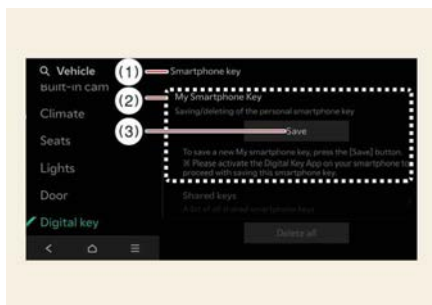 Vehicle
(1)
Smartphone key
Built-in cam
(2)
My Smartphone Key
Climate
Saving/deleting of the personal smartphone key
(3)
Save
Seats
To save a new My smartphone key, press the [Save] button.
Lights
※ Please activate the Digital Key App on your smartphone to
proceed with saving this smartphone key.
Door
Shared keys
A list of all shared smartphone keys
Digital key
Delete all